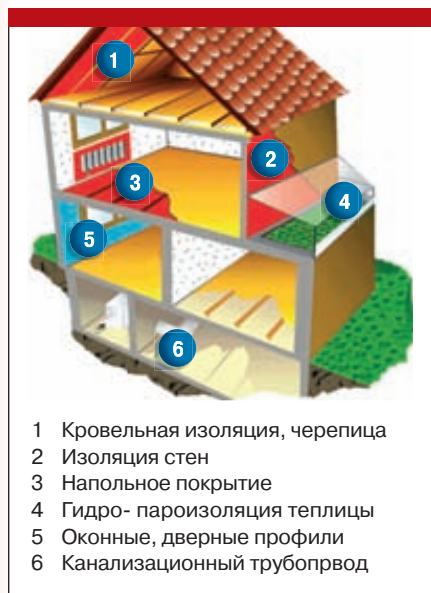 1
2
3
4
5
6
1 Кровельная изоляция, черепица
2 Изоляция стен
3 Напольное покрытие
4 Гидро- пароизоляция теплицы
5 Оконные, дверные профили
6 Канализационный трубопрвод